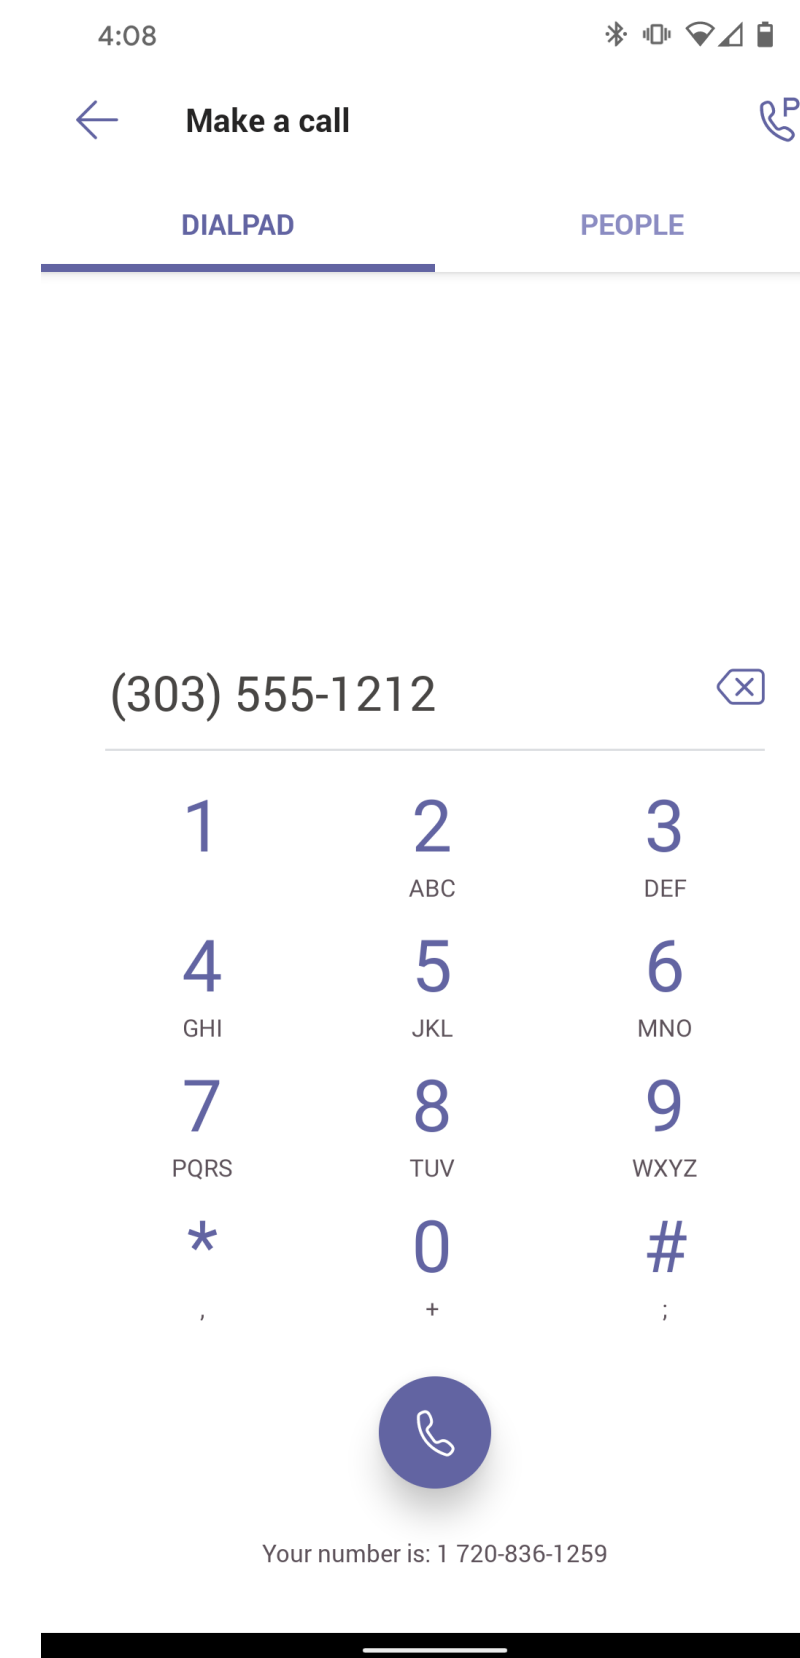 4:08
Make a call
P
DIALPAD PEOPLE
(303) 555-1212
1 2 3
ABC DEF
4 5 6
GHI JKL MNO
7 8 9
PQRS TUV WXYZ
* 0 #
, + ;
Your number is: 1 720-836-1259